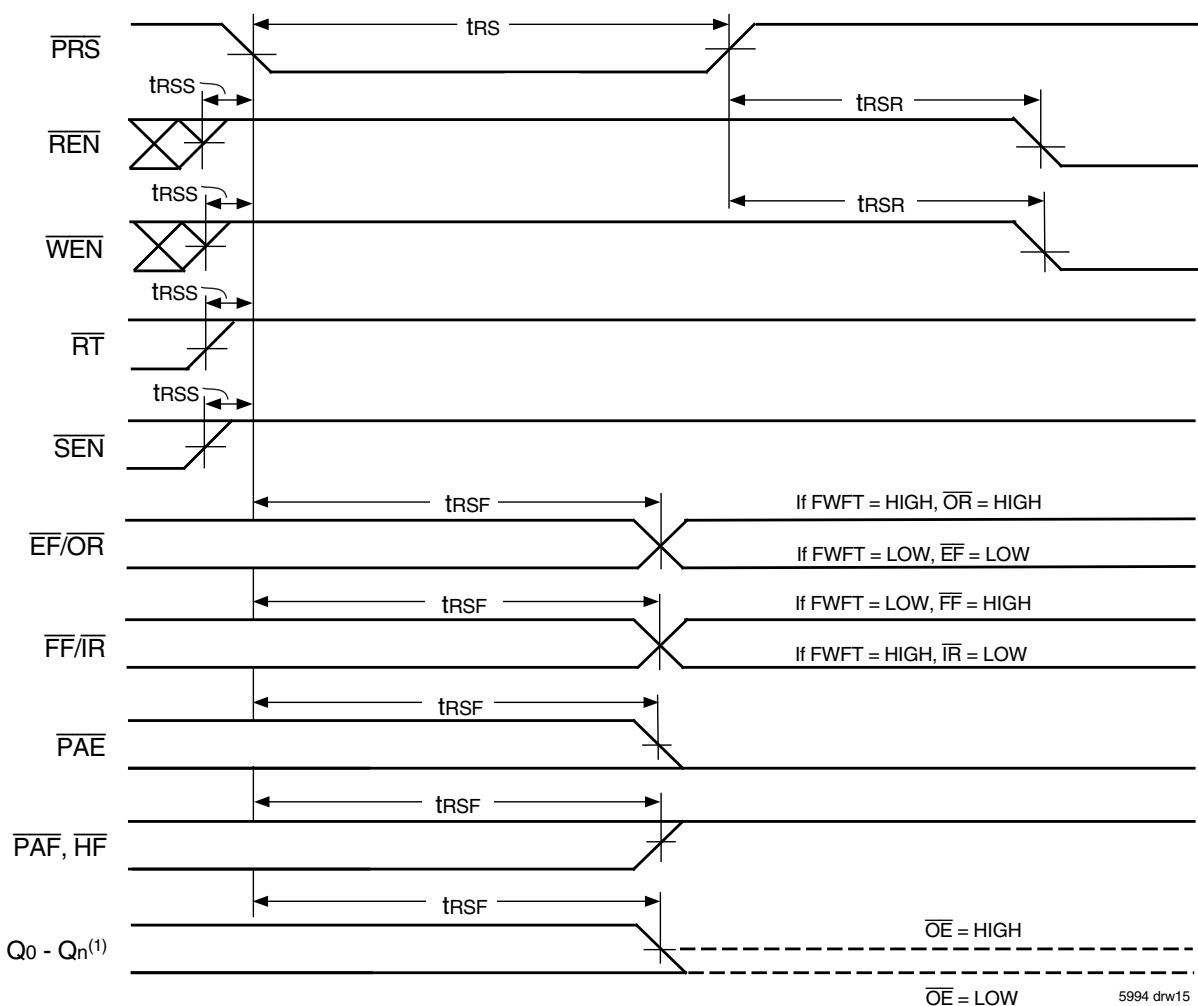 PRS
tRS
tRSS
tRSR
REN
tRSS
tRSR
WEN
tRSS
RT
tRSS
SEN
tRSF
If FWFT = HIGH, OR = HIGH
EF/OR
If FWFT = LOW, EF = LOW
tRSF
If FWFT = LOW, FF = HIGH
FF/IR
If FWFT = HIGH, IR = LOW
tRSF
PAE
tRSF
PAF, HF
tRSF
OE = HIGH
Q0 - Qn(1)
OE = LOW
5994 drw15